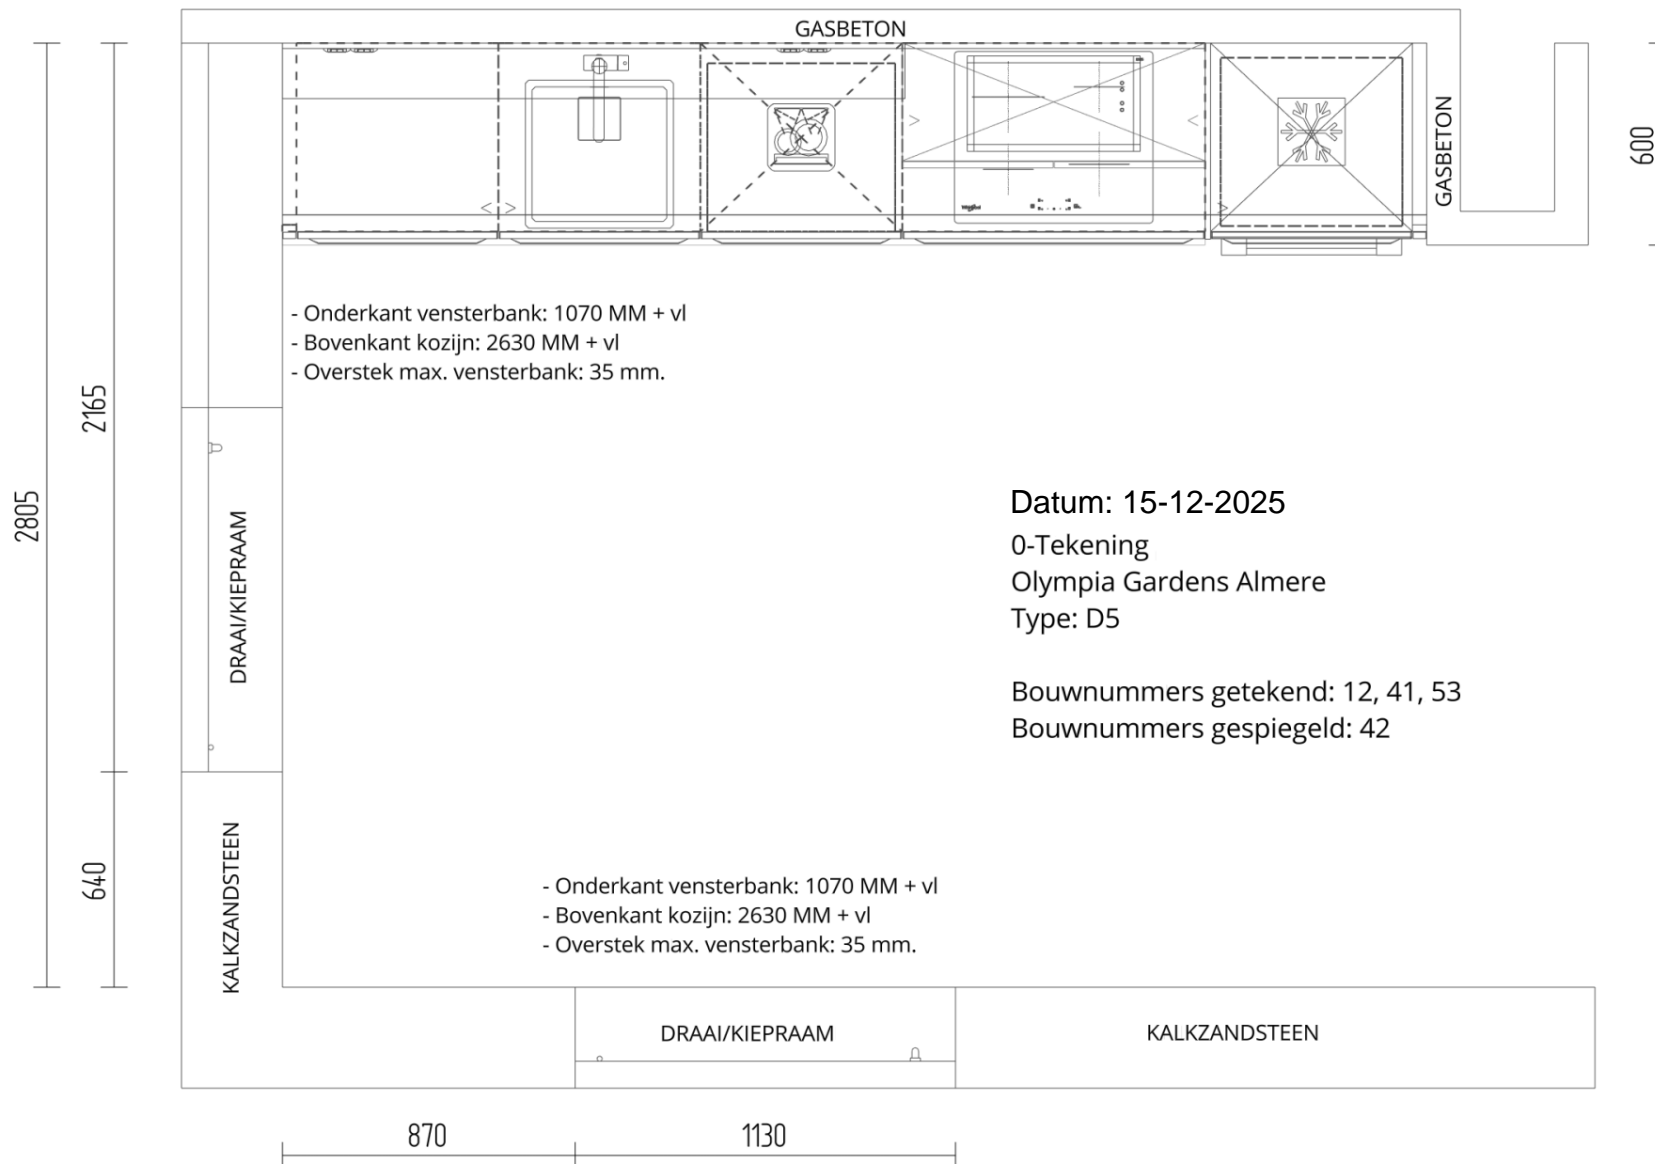 GASBETON
GASBETON
600
- Onderkant vensterbank: 1070 MM + vl
- Bovenkant kozijn: 2630 MM + vl
- Overstek max. vensterbank: 35 mm.
2165
2805
DRAAI/KIEPRAAM
Datum: 15-12-2025
0-Tekening
Olympia Gardens Almere
Type: D5
Bouwnummers getekend: 12, 41, 53
Bouwnummers gespiegeld: 42
640
KALKZANDSTEEN
- Onderkant vensterbank: 1070 MM + vl
- Bovenkant kozijn: 2630 MM + vl
- Overstek max. vensterbank: 35 mm.
DRAAI/KIEPRAAM
KALKZANDSTEEN
870
1130